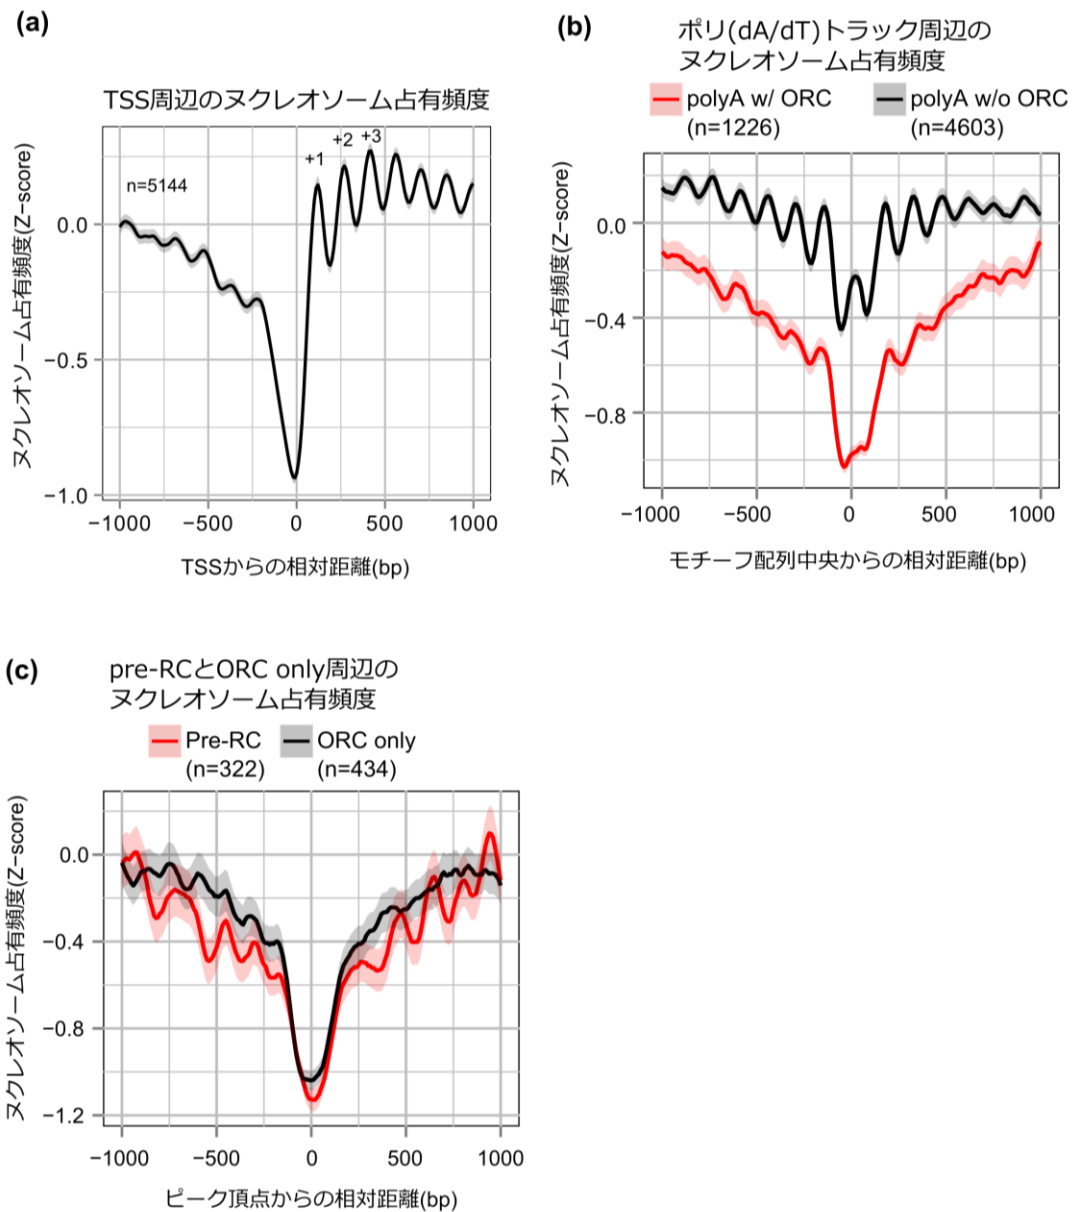 (a)
TSS周辺のヌクレオソーム占有頻度
ヌクレオソーム占有頻度(Z-score)
n=5144
+1
+2
+3
0.0
−0.5
−1.0
−1000
−500
0
500
1000
TSSからの相対距離(bp)
(b)
ポリ(dA/dT)トラック周辺の
ヌクレオソーム占有頻度
polyA w/ ORC
(n=1226)
polyA w/o ORC
(n=4603)
ヌクレオソーム占有頻度(Z-score)
0.0
−0.4
−0.8
−1000
−500
0
500
1000
モチーフ配列中央からの相対距離(bp)
(c)
pre-RCとORC only周辺の
ヌクレオソーム占有頻度
Pre-RC
(n=322)
ORC only
(n=434)
ヌクレオソーム占有頻度(Z-score)
0.0
−0.4
−0.8
−1.2
−1000
−500
0
500
1000
ピーク頂点からの相対距離(bp)